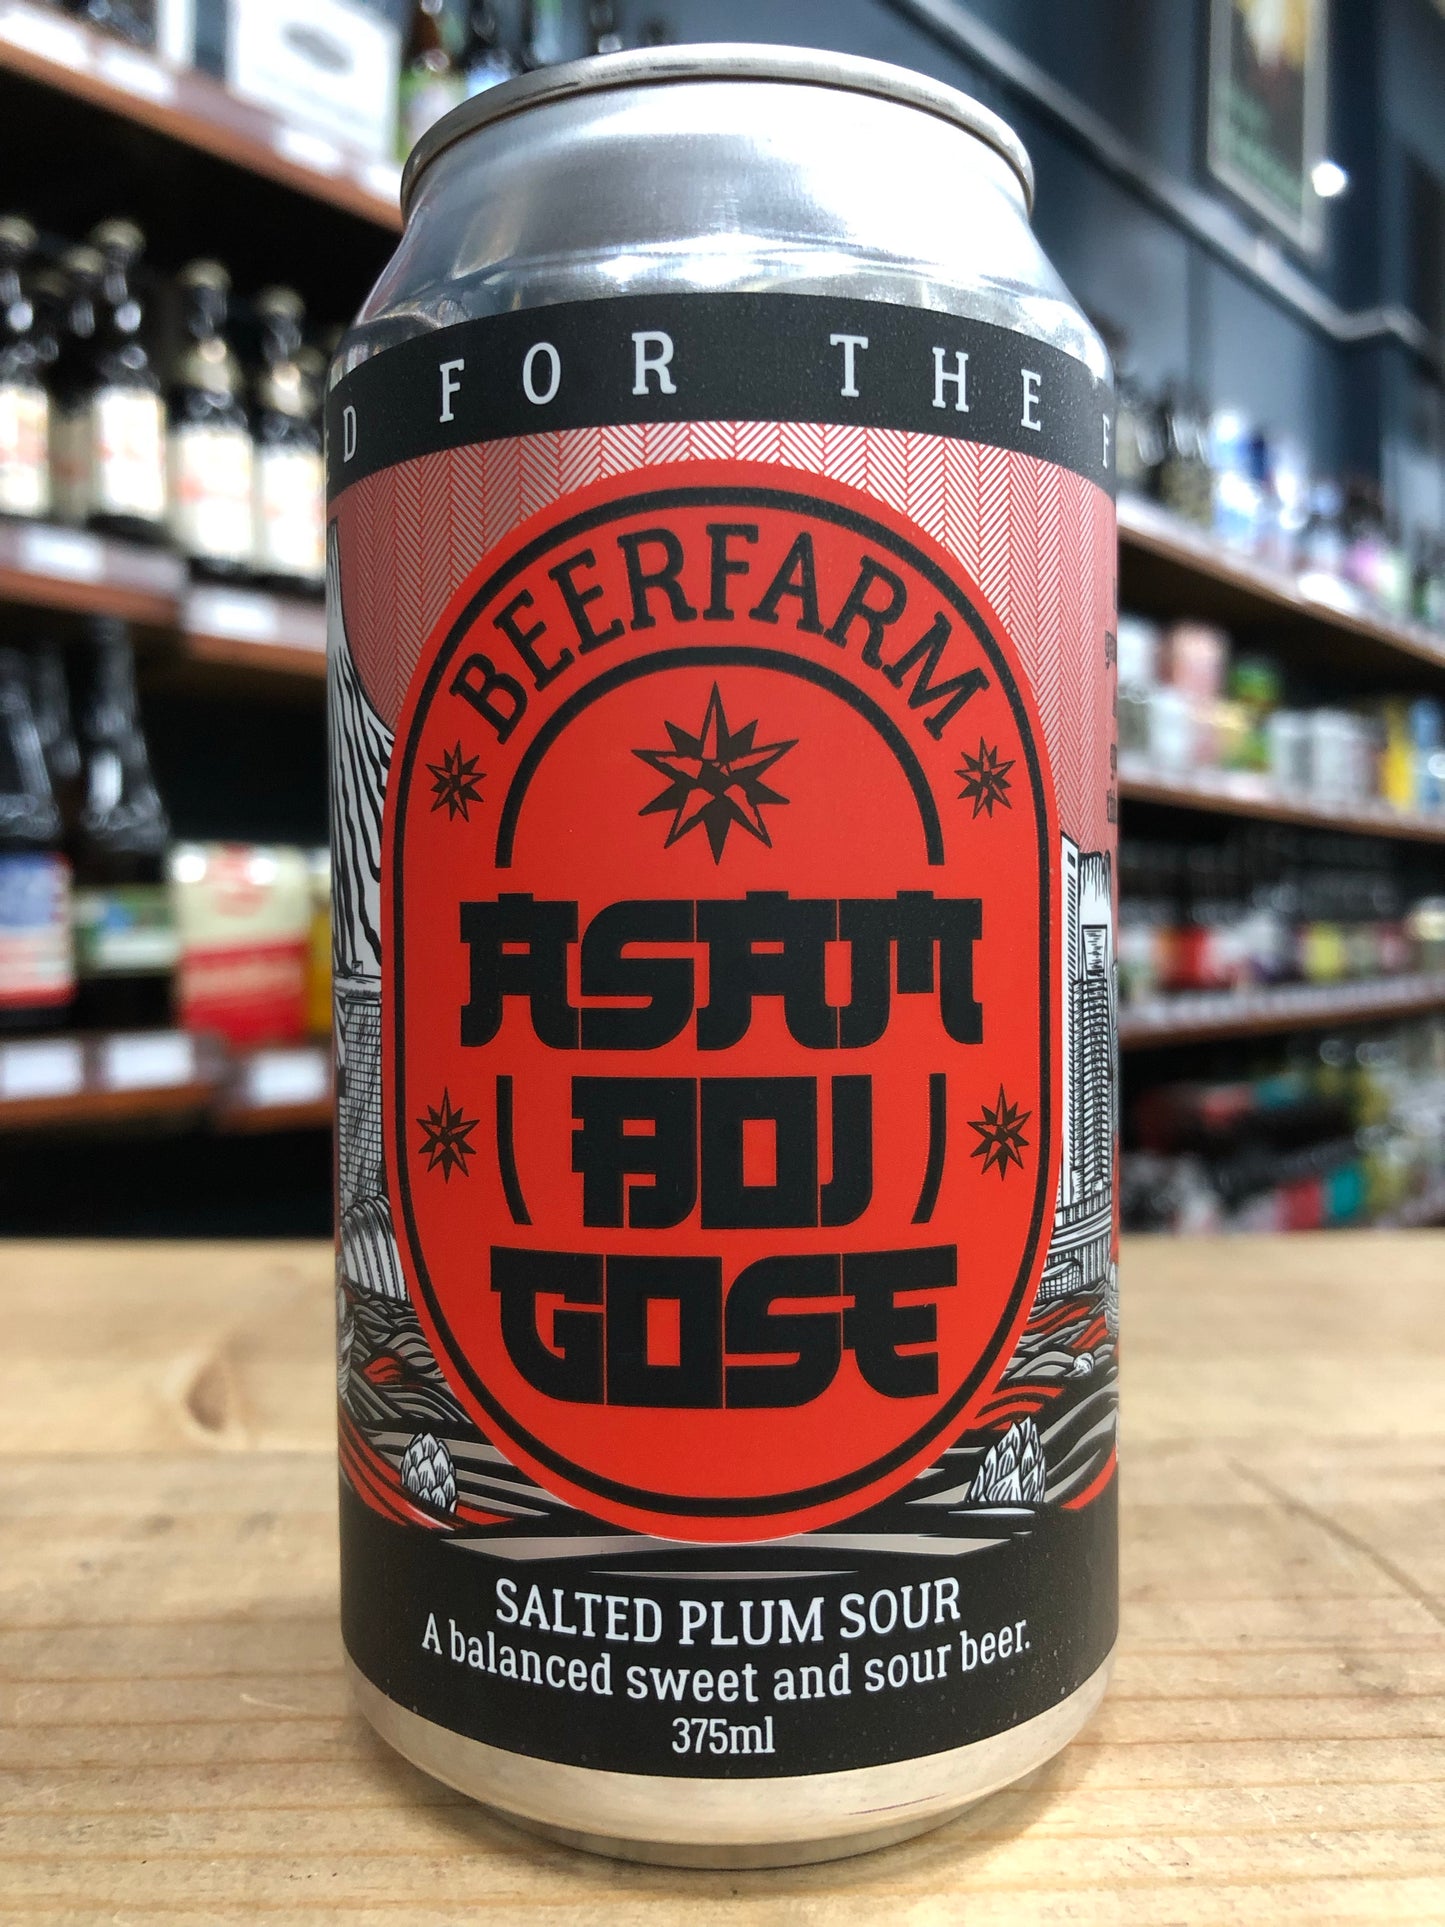 FOR THE
BEERFARM
ASAM
BOI
GOSE
SALTED PLUM SOUR
A balanced sweet and sour beer.
375ml